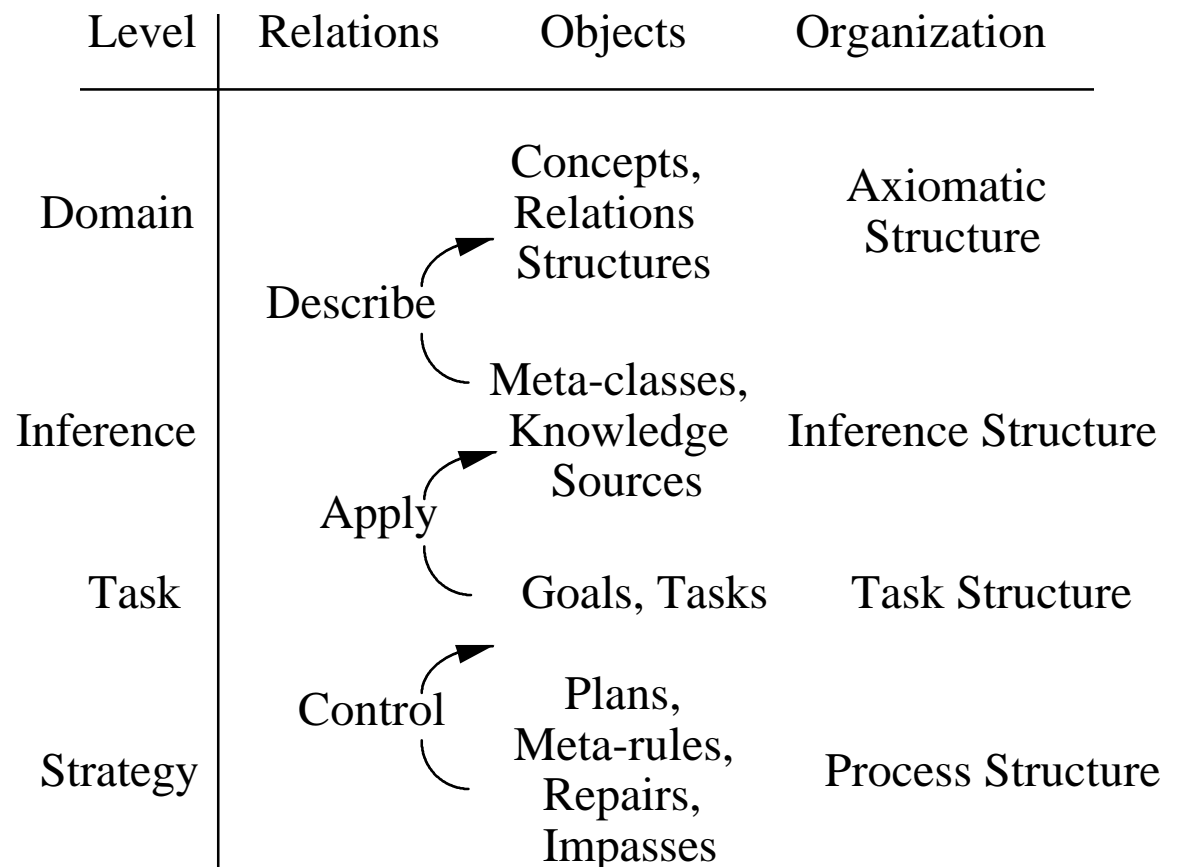 Level Relations Objects Organization
Concepts,
Domain Relations Axiomatic
Structures Structure
Describe
Meta-classes,
Inference Knowledge Inference Structure
Sources
Apply
Task Goals, Tasks Task Structure
Control Plans,
Meta-rules,
Strategy Repairs, Process Structure
Impasses